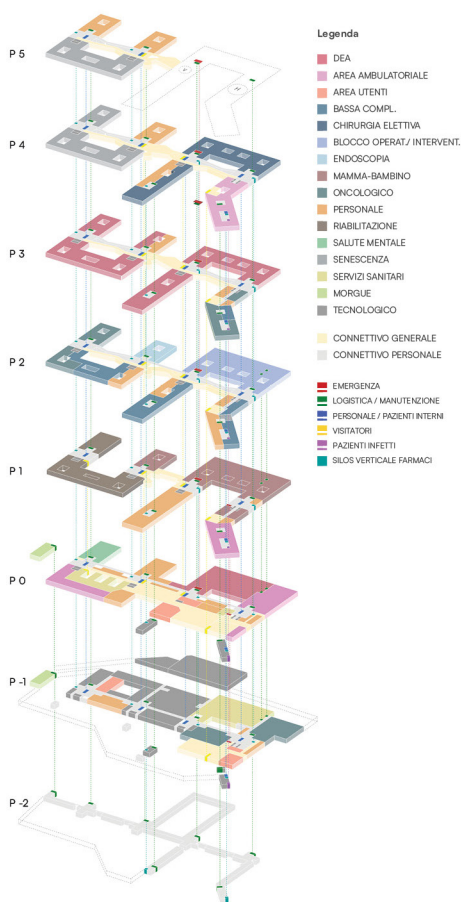 P 5
P 4
P 3
P 2
P 1
P 0
P -1
P -2
H
Legenda
DEA
AREA AMBULATORIALE
AREA UTENTI
BASSA COMPL.
CHIRURGIA ELETTIVA
BLOCCO OPERAT./ INTERVENT.
ENDOSCOPIA
MAMMA-BAMBINO
ONCOLOGICO
PERSONALE
RIABILITAZIONE
SALUTE MENTALE
SENESCENZA
SERVIZI SANITARI
MORGUE
TECNOLOGICO
CONNETTIVO GENERALE
CONNETTIVO PERSONALE
EMERGENZA
LOGISTICA / MANUTENZIONE
PERSONALE / PAZIENTI INTERNI
VISITATORI
PAZIENTI INFETTI
SILOS VERTICALE FARMACI